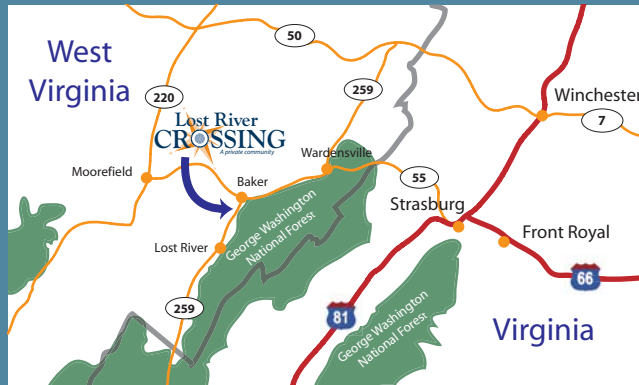 50
West
Virginia
220
259
Lost River
CROSSING
A private community
Winchester
7
Wardensville
Moorefield
55
Baker
Strasburg
George Washington
National Forest
Lost River
Front Royal
66
259
81
George Washington
National Forest
Virginia